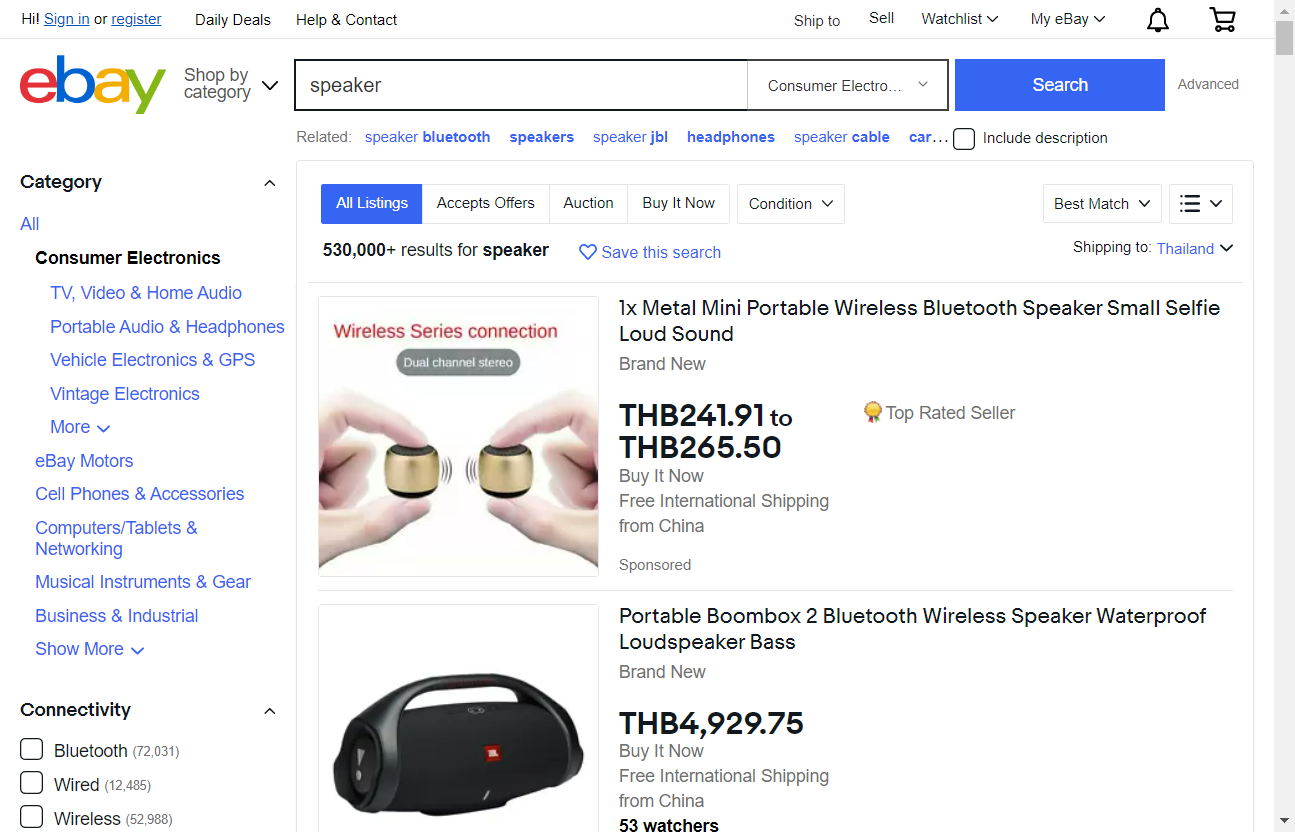 Hi! Sign in or register
Daily Deals
Help & Contact
Ship to
Sell
Watchlist
My eBay
ebay
Shop by
category
speaker
Consumer Electro...
Search
Advanced
Related: speaker bluetooth speakers speaker jbl headphones speaker cable car...
Include description
Category
All
Consumer Electronics
TV, Video & Home Audio
Portable Audio & Headphones
Vehicle Electronics & GPS
Vintage Electronics
More
eBay Motors
Cell Phones & Accessories
Computers/Tablets &
Networking
Musical Instruments & Gear
Business & Industrial
Show More
Connectivity
Bluetooth (72,031)
Wired (12,485)
Wireless (52,988)
All Listings
Accepts Offers
Auction
Buy It Now
Condition
Best Match
530,000+ results for speaker
Save this search
Shipping to: Thailand
Wireless Series connection
Dual channel stereo
1x Metal Mini Portable Wireless Bluetooth Speaker Small Selfie
Loud Sound
Brand New
THB241.91 to
THB265.50
Top Rated Seller
Buy It Now
Free International Shipping
from China
Sponsored
JBL
Portable Boombox 2 Bluetooth Wireless Speaker Waterproof
Loudspeaker Bass
Brand New
THB4,929.75
Buy It Now
Free International Shipping
from China
53 watchers